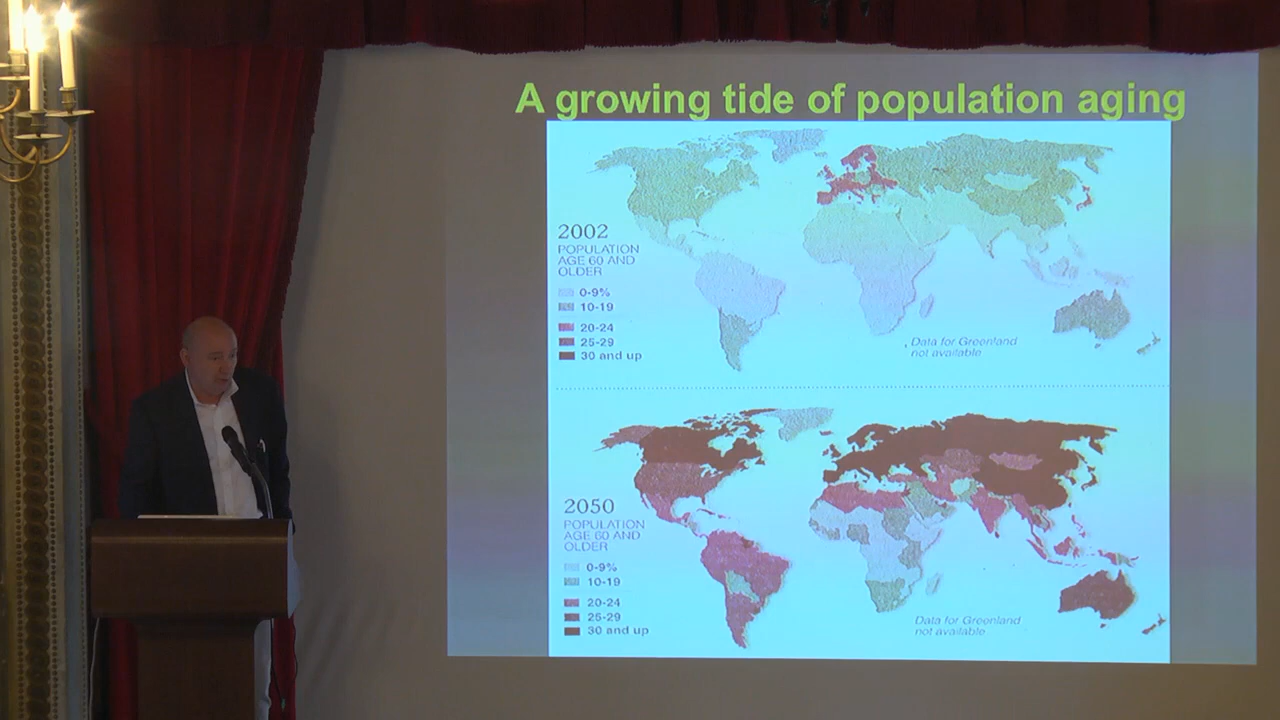 A growing tide of population aging
2002
POPULATION
AGE 60 AND
OLDER
0-9%
10-19
20-24
25-29
30 and up
Data for Greenland
not available
2050
POPULATION
AGE 60 AND
OLDER
0-9%
10-19
20-24
25-29
30 and up
Data for Greenland
not available